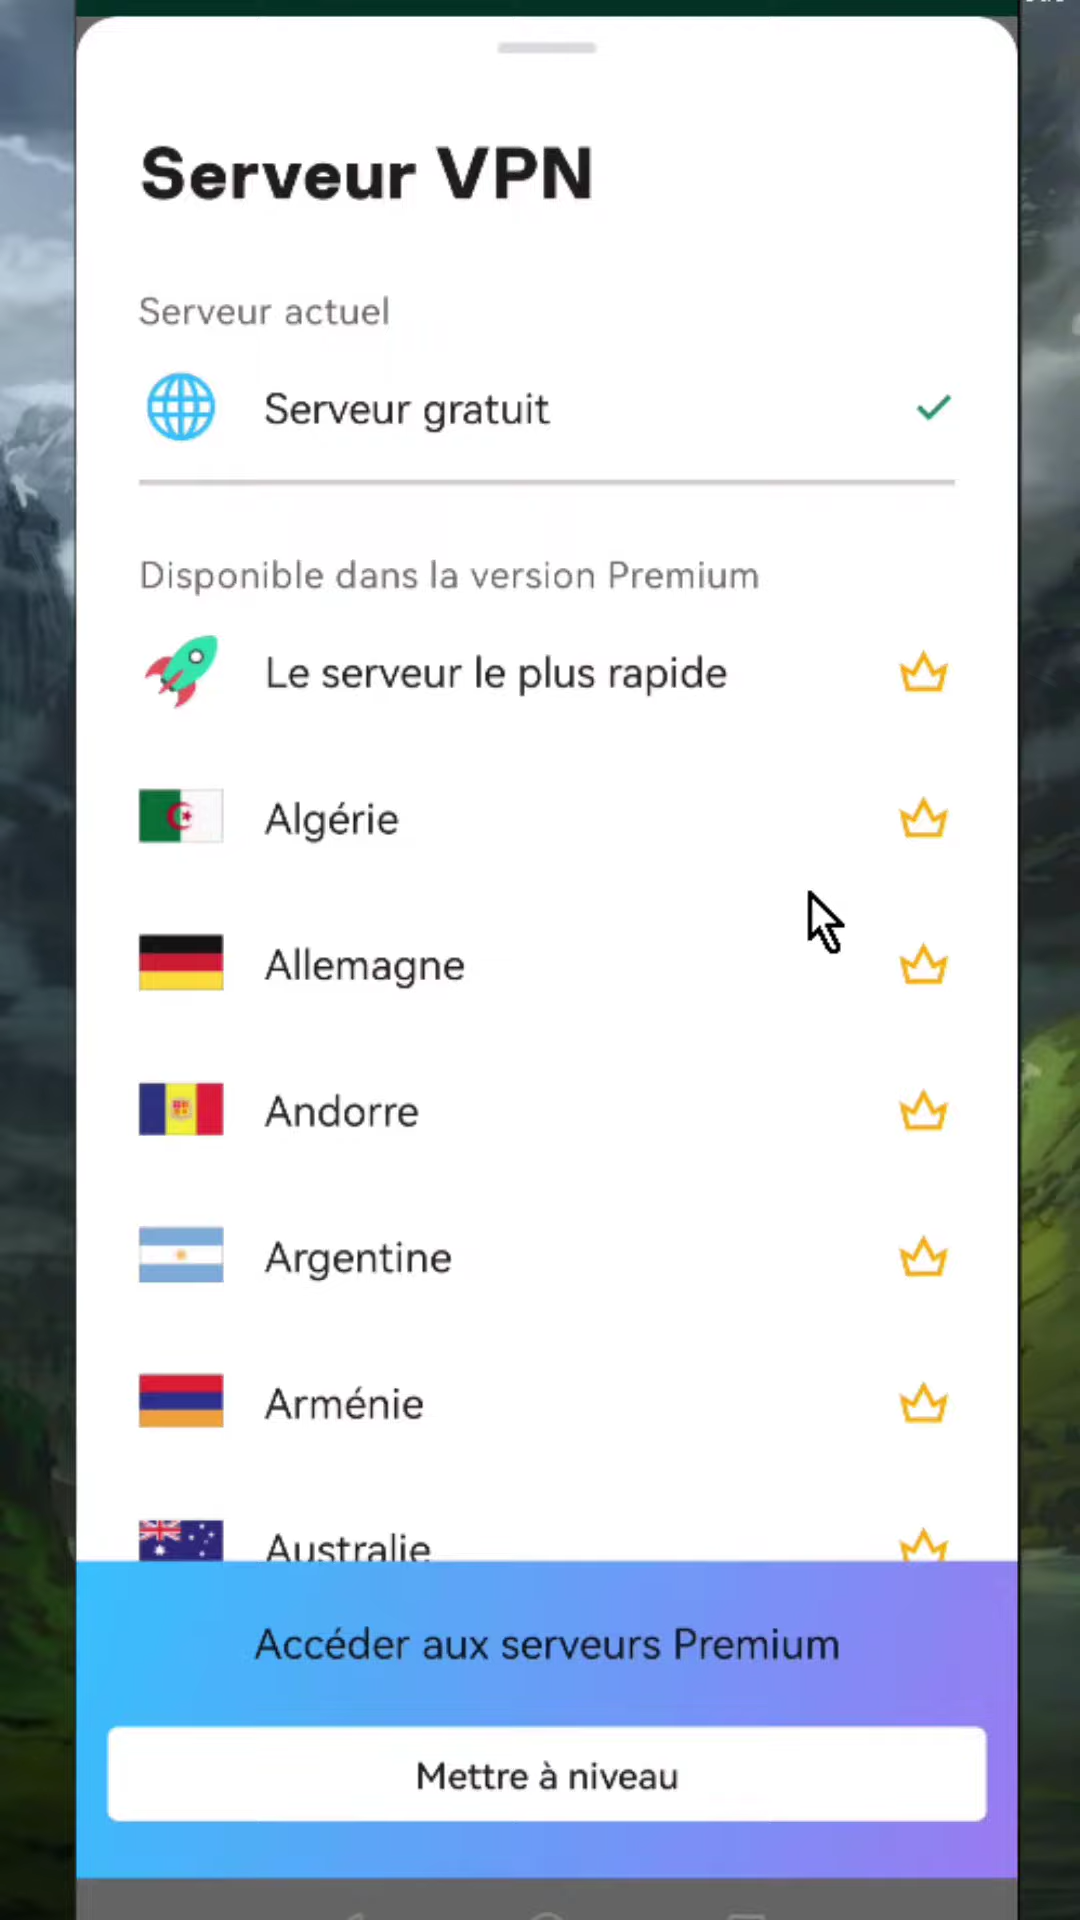 Serveur VPN
Serveur actuel
Serveur gratuit
Disponible dans la version Premium
Le serveur le plus rapide
Algérie
Allemagne
Andorre
Argentine
Arménie
Australie
Accéder aux serveurs Premium
Mettre à niveau